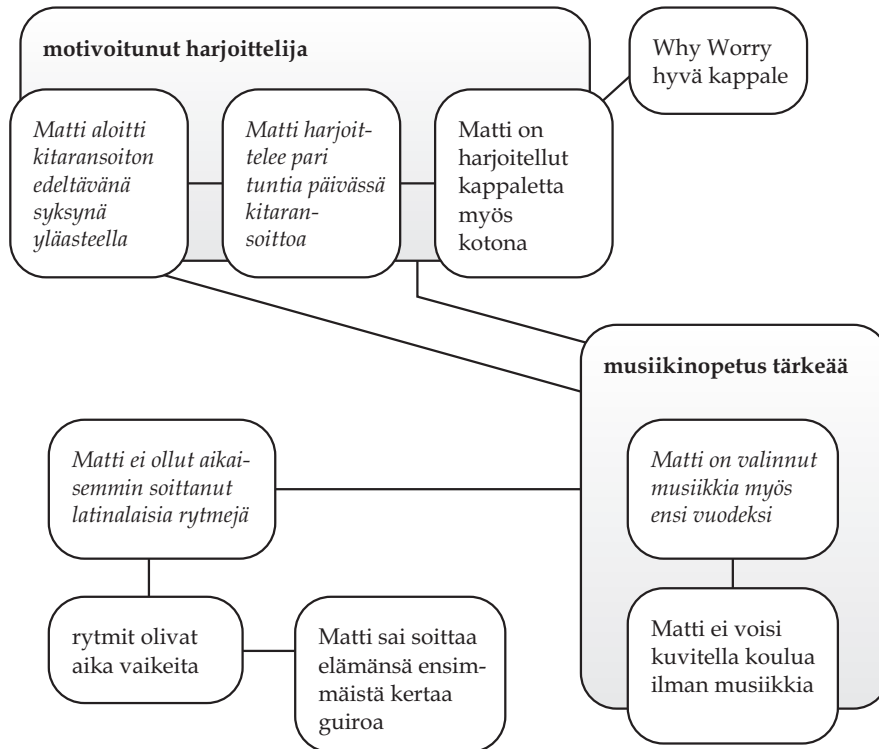 motivoitunut harjoittelija
Why Worry
hyvä kappale
Matti aloitti
kitaransoiton
edeltävänä
syksynä
yläasteella
Matti harjoit-
telee pari
tuntia päivässä
kitaran-
soittoa
Matti on
harjoitellut
kappaletta
myös
kotona
musiikinopetus tärkeää
Matti ei ollut aikai-
semmin soittanut
latinalaisia rytmejä
Matti on valinnut
musiikkia myös
ensi vuodeksi
rytmit olivat
aika vaikeita
Matti sai soittaa
elämänsä ensim-
mäistä kertaa
guiroa
Matti ei voisi
kuvitella koulua
ilman musiikkia